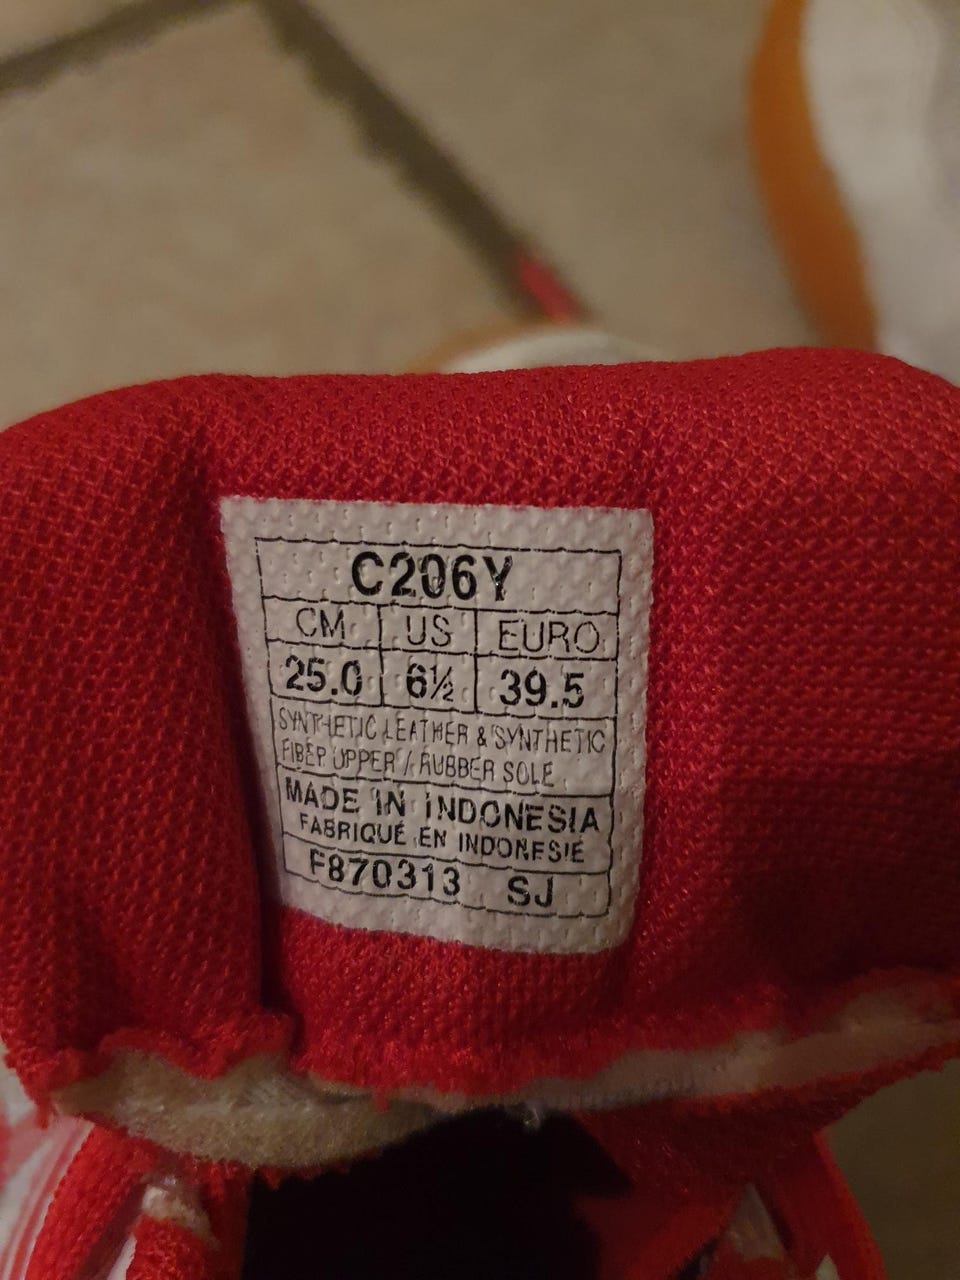 C206Y
CM US EURO
25.0 6½ 39.5
SYNTHETIC LEATHER & SYNTHETIC
FIBER UPPER / RUBBER SOLE
MADE IN INDONESIA
FABRIQUÉ EN INDONESIE
F870313 SJ